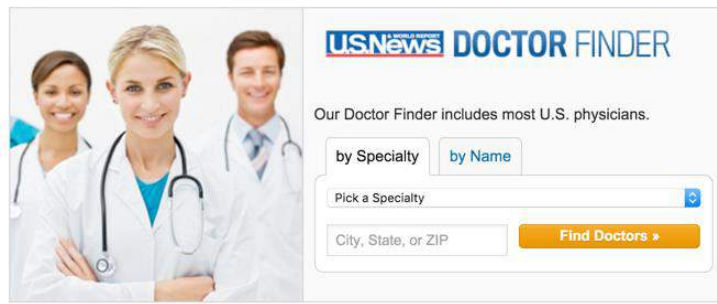 U.S.News & WORLD REPORT DOCTOR FINDER
Our Doctor Finder includes most U.S. physicians.
by Specialty by Name
Pick a Specialty
City, State, or ZIP Find Doctors »